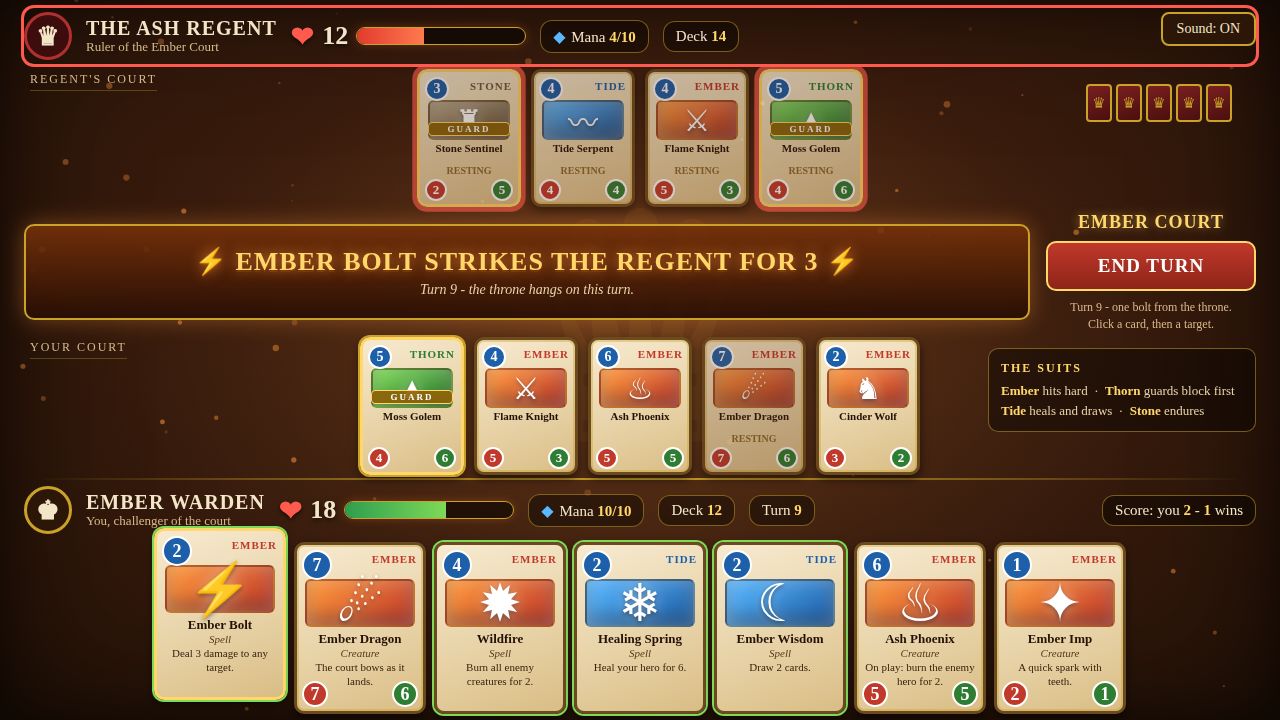 THE ASH REGENT
Ruler of the Ember Court
12
Mana 4/10
Deck 14
Sound: ON
REGENT'S COURT
3 STONE
GUARD
Stone Sentinel
RESTING
2 5
4 TIDE
Tide Serpent
RESTING
4 4
4 EMBER
Flame Knight
RESTING
5 3
5 THORN
GUARD
Moss Golem
RESTING
4 6
⚡ EMBER BOLT STRIKES THE REGENT FOR 3 ⚡
Turn 9 - the throne hangs on this turn.
EMBER COURT
END TURN
Turn 9 - one bolt from the throne.
Click a card, then a target.
YOUR COURT
5 THORN
GUARD
Moss Golem
4 6
4 EMBER
Flame Knight
5 3
6 EMBER
Ash Phoenix
5 5
7 EMBER
Ember Dragon
RESTING
7 6
2 EMBER
Cinder Wolf
3 2
THE SUITS
Ember hits hard · Thorn guards block first
Tide heals and draws · Stone endures
EMBER WARDEN
You, challenger of the court
18
Mana 10/10
Deck 12
Turn 9
Score: you 2 - 1 wins
2 EMBER
Ember Bolt
Spell
Deal 3 damage to any
target.
7 EMBER
Ember Dragon
Creature
The court bows as it
lands.
7 6
4 EMBER
Wildfire
Spell
Burn all enemy
creatures for 2.
2 TIDE
Healing Spring
Spell
Heal your hero for 6.
2 TIDE
Ember Wisdom
Spell
Draw 2 cards.
6 EMBER
Ash Phoenix
Creature
On play: burn the enemy
hero for 2.
5 5
1 EMBER
Ember Imp
Creature
A quick spark with
teeth.
2 1